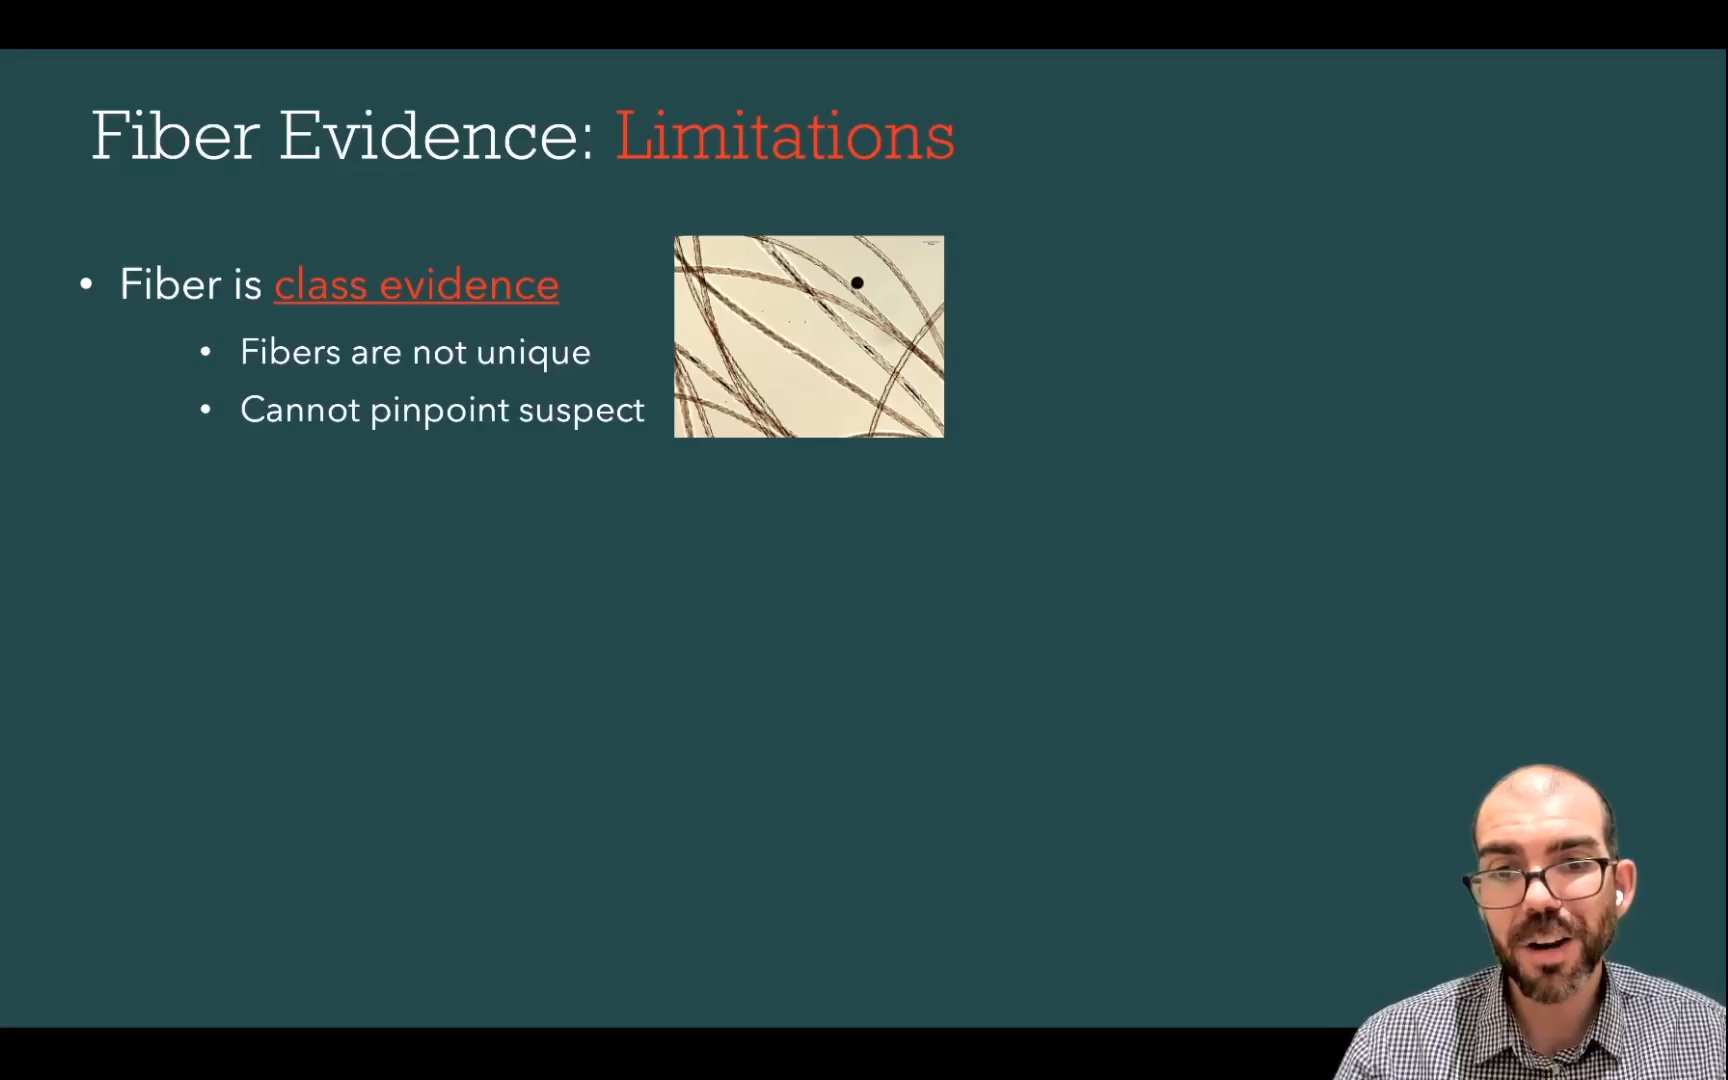 Fiber Evidence: Limitations
• Fiber is class evidence
• Fibers are not unique
• Cannot pinpoint suspect